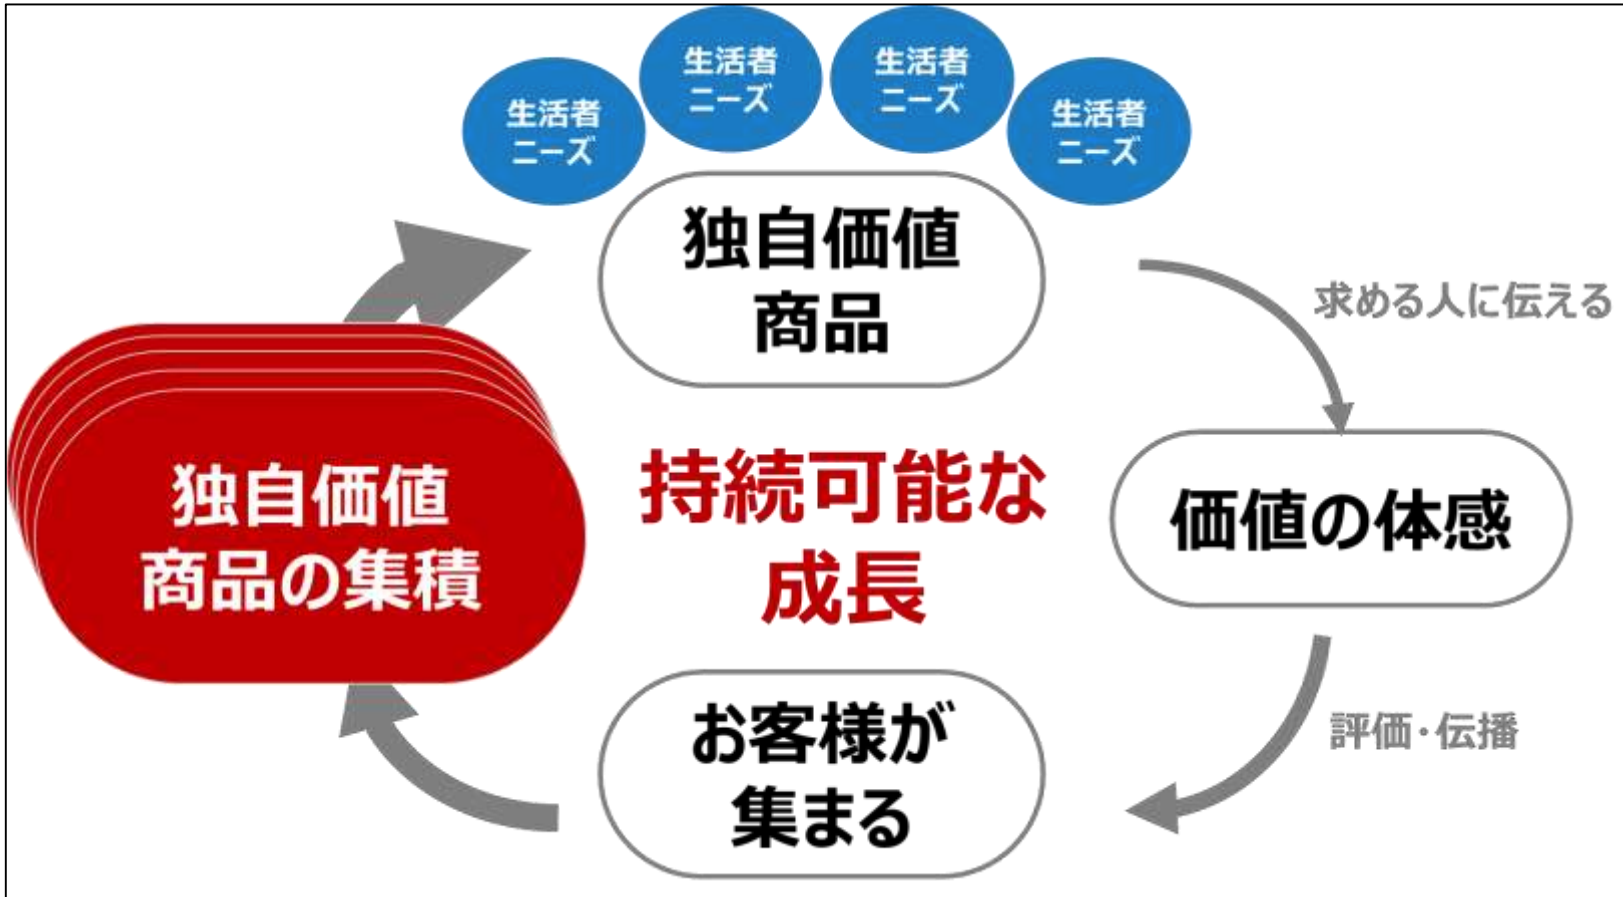 生活者
ニーズ
生活者
ニーズ
生活者
ニーズ
生活者
ニーズ
独自価値
商品
求める人に伝える
価値の体感
評価・伝播
お客様が
集まる
独自価値
商品の集積
持続可能な
成長